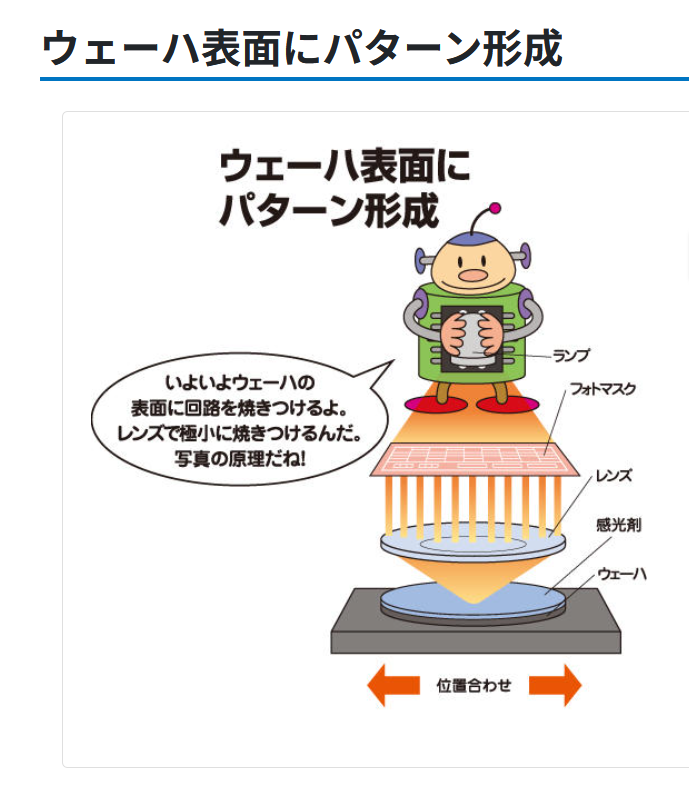 ウェーハ表面にパターン形成
ウェーハ表面に
パターン形成
いよいよウェーハの
表面に回路を焼きつけるよ。
レンズで極小に焼きつけるんだ。
写真の原理だね!
ランプ
フォトマスク
レンズ
感光剤
ウェーハ
位置合わせ